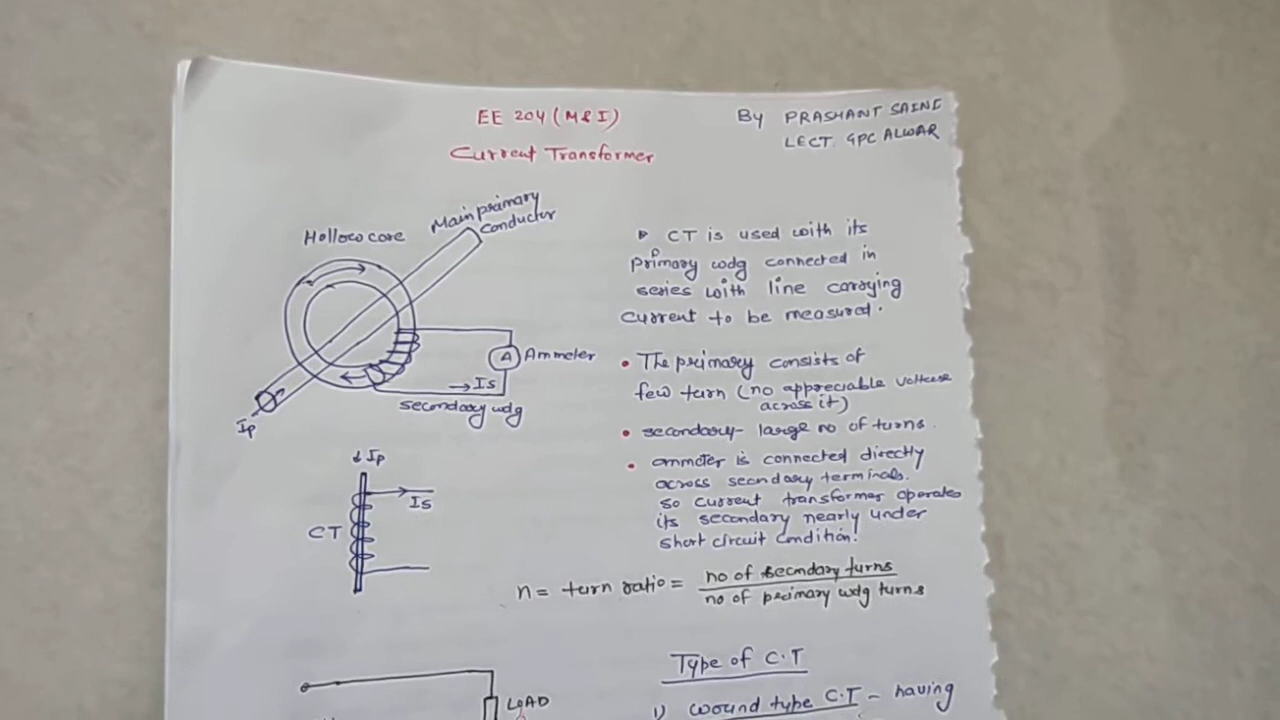 EE 204 (M & I)
By PRASHANT SAINI
LECT. GPC ALWAR
Current Transformer
Hollow core
Main primary
conductor
A Ammeter
Is
secondary wdg
Ip
Ip
Is
CT
CT is used with its
primary wdg connected in
series with line carrying
current to be measured.
• The primary consists of
few turn (no appreciable voltage
across it)
• secondary - large no of turns.
• ammeter is connected directly
across secondary terminals.
so current transformer operates
its secondary nearly under
short circuit condition.
n = turn ratio = no of secondary turns
no of primary wdg turns
LOAD
Type of C.T
1) wound type C.T - having